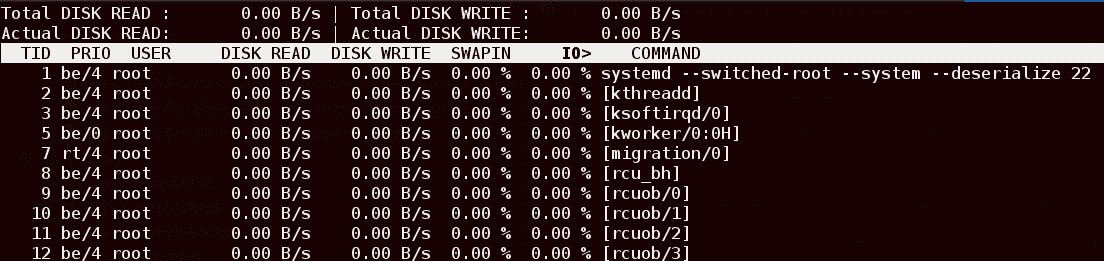 Total DISK READ :       0.00 B/s | Total DISK WRITE :       0.00 B/s
Actual DISK READ:       0.00 B/s | Actual DISK WRITE:       0.00 B/s
  TID  PRIO  USER     DISK READ  DISK WRITE  SWAPIN     IO>    COMMAND
    1 be/4 root        0.00 B/s    0.00 B/s  0.00 %  0.00 % systemd --switched-root --system --deserialize 22
    2 be/4 root        0.00 B/s    0.00 B/s  0.00 %  0.00 % [kthreadd]
    3 be/4 root        0.00 B/s    0.00 B/s  0.00 %  0.00 % [ksoftirqd/0]
    5 be/0 root        0.00 B/s    0.00 B/s  0.00 %  0.00 % [kworker/0:0H]
    7 rt/4 root        0.00 B/s    0.00 B/s  0.00 %  0.00 % [migration/0]
    8 be/4 root        0.00 B/s    0.00 B/s  0.00 %  0.00 % [rcu_bh]
    9 be/4 root        0.00 B/s    0.00 B/s  0.00 %  0.00 % [rcuob/0]
   10 be/4 root        0.00 B/s    0.00 B/s  0.00 %  0.00 % [rcuob/1]
   11 be/4 root        0.00 B/s    0.00 B/s  0.00 %  0.00 % [rcuob/2]
   12 be/4 root        0.00 B/s    0.00 B/s  0.00 %  0.00 % [rcuob/3]